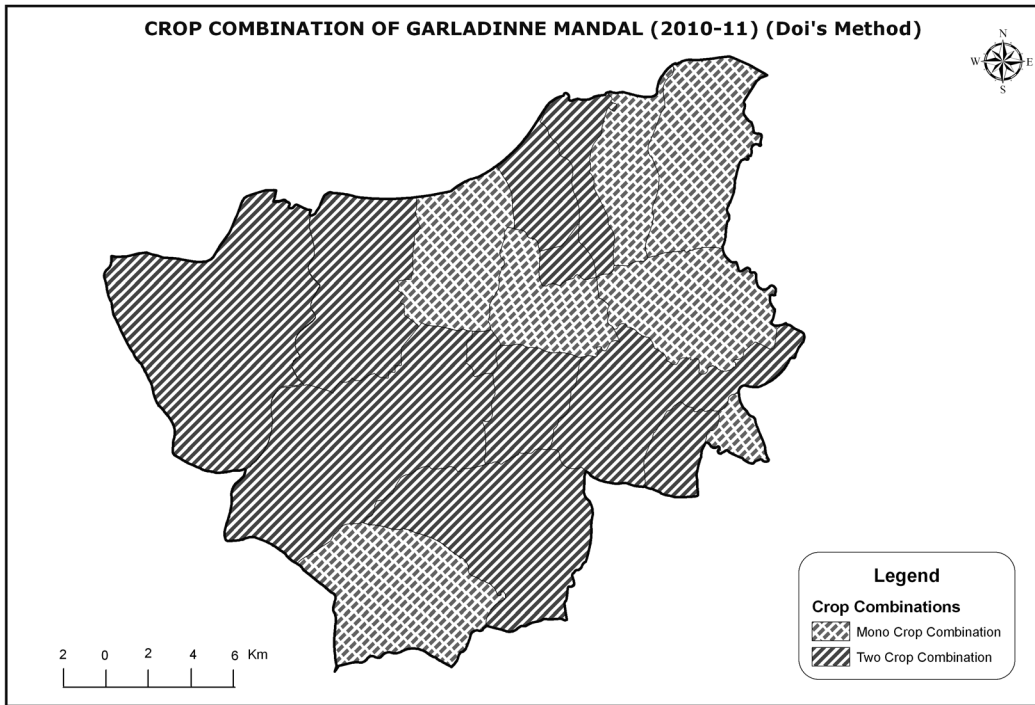 CROP COMBINATION OF GARLADINNE MANDAL (2010-11) (Doi's Method)
N
W E
S
Legend
Crop Combinations
Mono Crop Combination
Two Crop Combination
2 0 2 4 6 Km